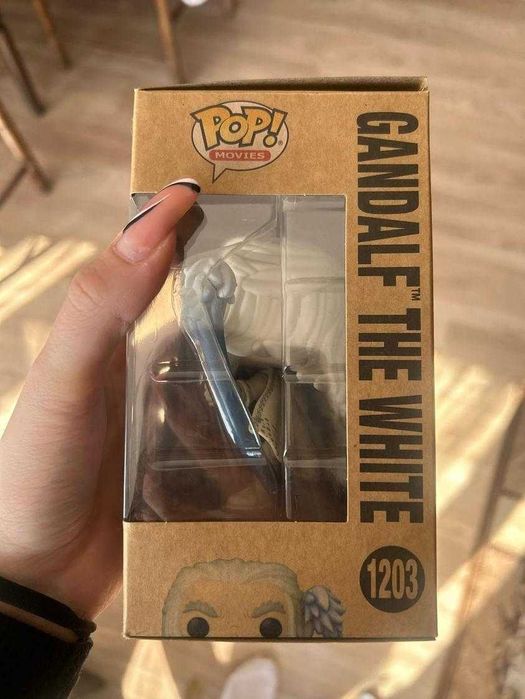 POP!
MOVIES
GANDALF™ THE WHITE
1203